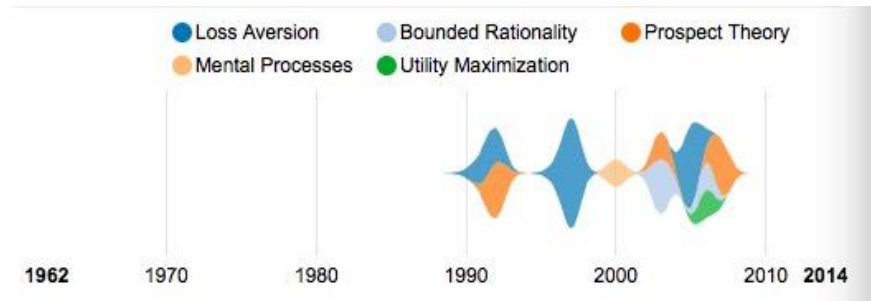 Loss Aversion Bounded Rationality Prospect Theory
Mental Processes Utility Maximization
1962 1970 1980 1990 2000 2010 2014